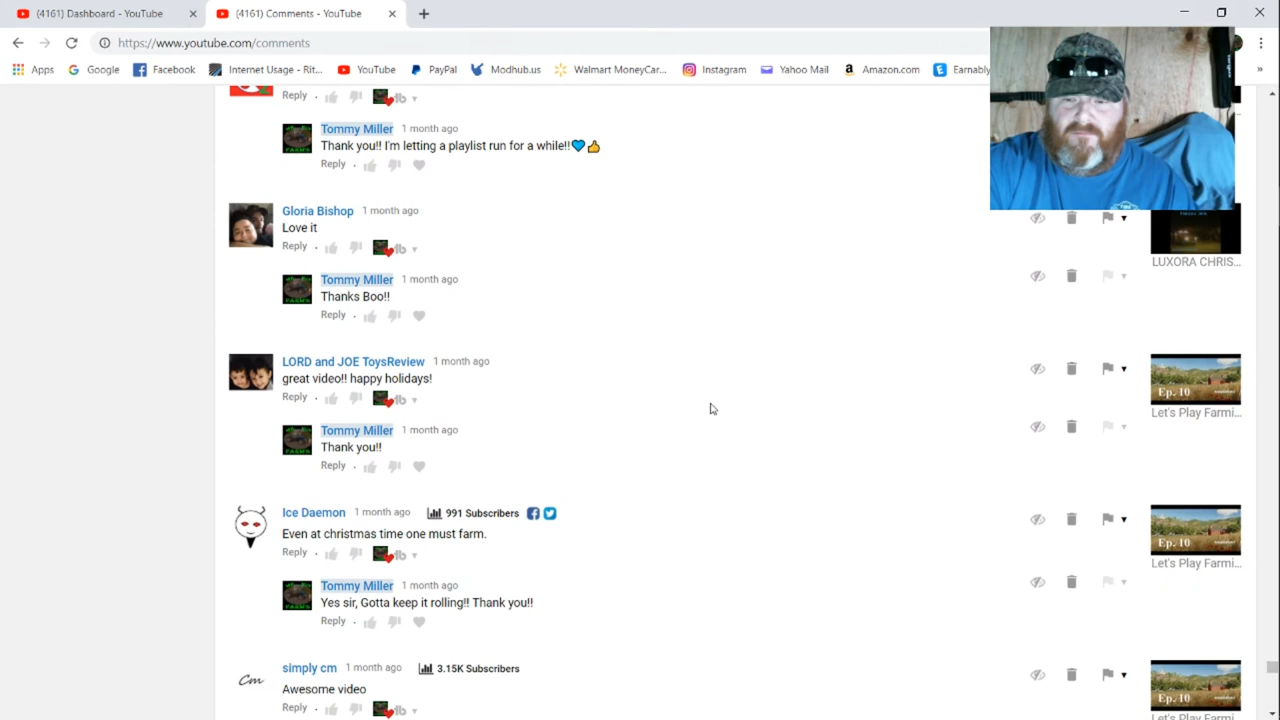 (4161) Dashboard - YouTube
(4161) Comments - YouTube
https://www.youtube.com/comments
Apps Google Facebook Internet Usage - Rit... YouTube PayPal Modhub.us Walmart MoneyCar... Instagram Yahoo Mail Amazon.com Earnably »
Reply
Tommy Miller 1 month ago
Thank you!! I'm letting a playlist run for a while!!💙👍
Reply
Gloria Bishop 1 month ago
Love it
Reply
LUXORA CHRIS...
Tommy Miller 1 month ago
Thanks Boo!!
Reply
LORD and JOE ToysReview 1 month ago
great video!! happy holidays!
Reply
Ep. 10
Let's Play Farmi...
Tommy Miller 1 month ago
Thank you!!
Reply
Ice Daemon 1 month ago 991 Subscribers
Even at christmas time one must farm.
Reply
Ep. 10
Let's Play Farmi...
Tommy Miller 1 month ago
Yes sir, Gotta keep it rolling!! Thank you!!
Reply
simply cm 1 month ago 3.15K Subscribers
Cm
Awesome video
Reply
Ep. 10
Let's Play Farmi...